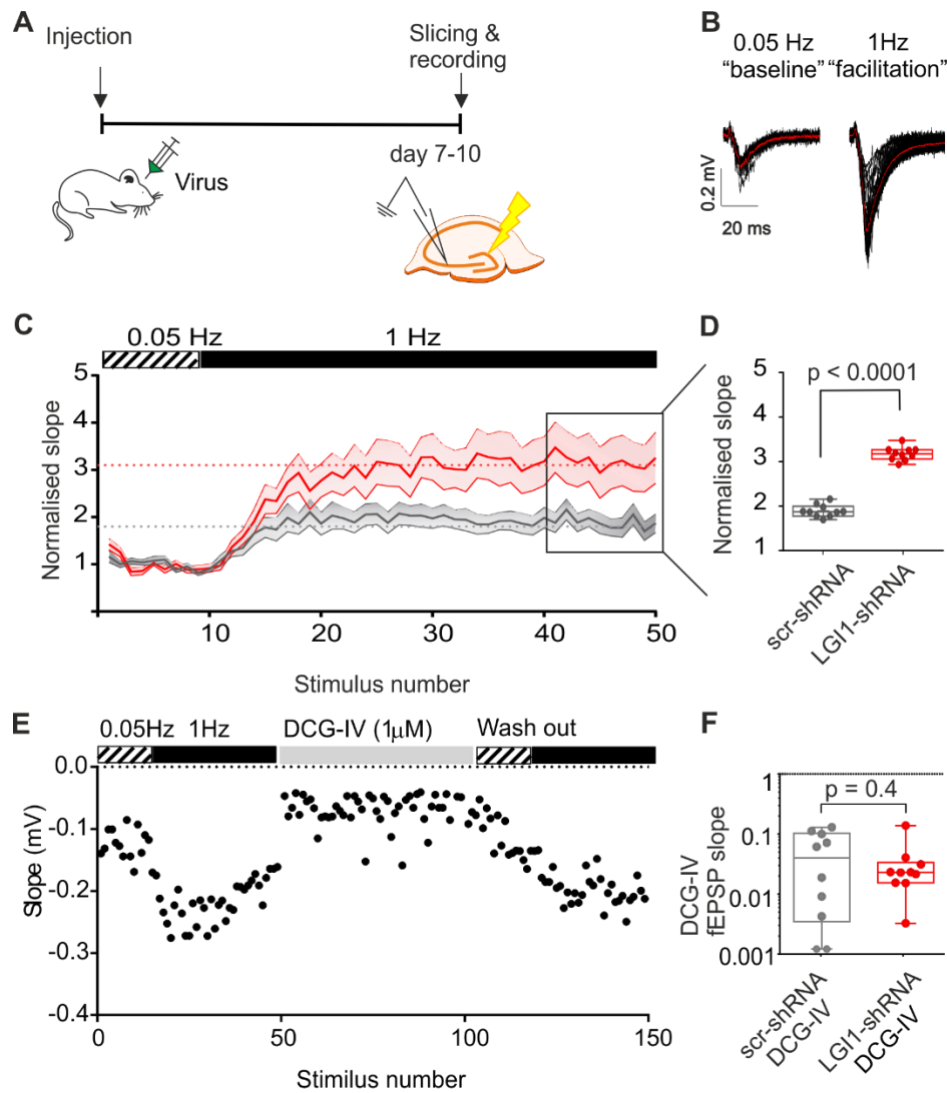 A
Injection
Slicing &
recording
Virus
day 7-10
B
0.05 Hz 1Hz
“baseline” “facilitation”
0.2 mV
20 ms
C
0.05 Hz 1 Hz
Normalised slope
5
4
3
2
1
10 20 30 40 50
Stimulus number
D
p < 0.0001
Normalised slope
5
4
3
2
1
scr-shRNA
LGI1-shRNA
E
0.05Hz 1Hz DCG-IV (1μM) Wash out
Slope (mV)
0.0
-0.1
-0.2
-0.3
-0.4
0 50 100 150
Stimilus number
F
p = 0.4
DCG-IV
fEPSP slope
1
0.1
0.01
0.001
scr-shRNA
DCG-IV
LGI1-shRNA
DCG-IV